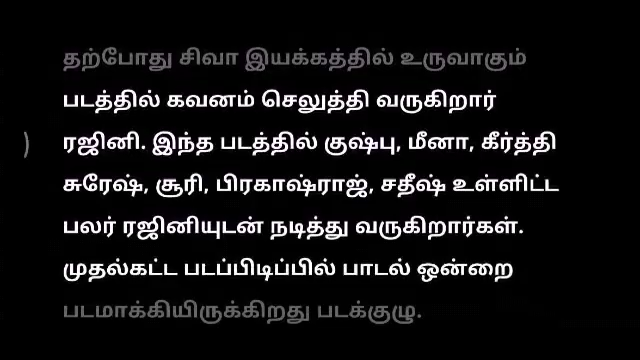 தற்போது சிவா இயக்கத்தில் உருவாகும்
படத்தில் கவனம் செலுத்தி வருகிறார்
ரஜினி. இந்த படத்தில் குஷ்பு, மீனா, கீர்த்தி
சுரேஷ், சூரி, பிரகாஷ்ராஜ், சதீஷ் உள்ளிட்ட
பலர் ரஜினியுடன் நடித்து வருகிறார்கள்.
முதல்கட்ட படப்பிடிப்பில் பாடல் ஒன்றை
படமாக்கியிருக்கிறது படக்குழு.